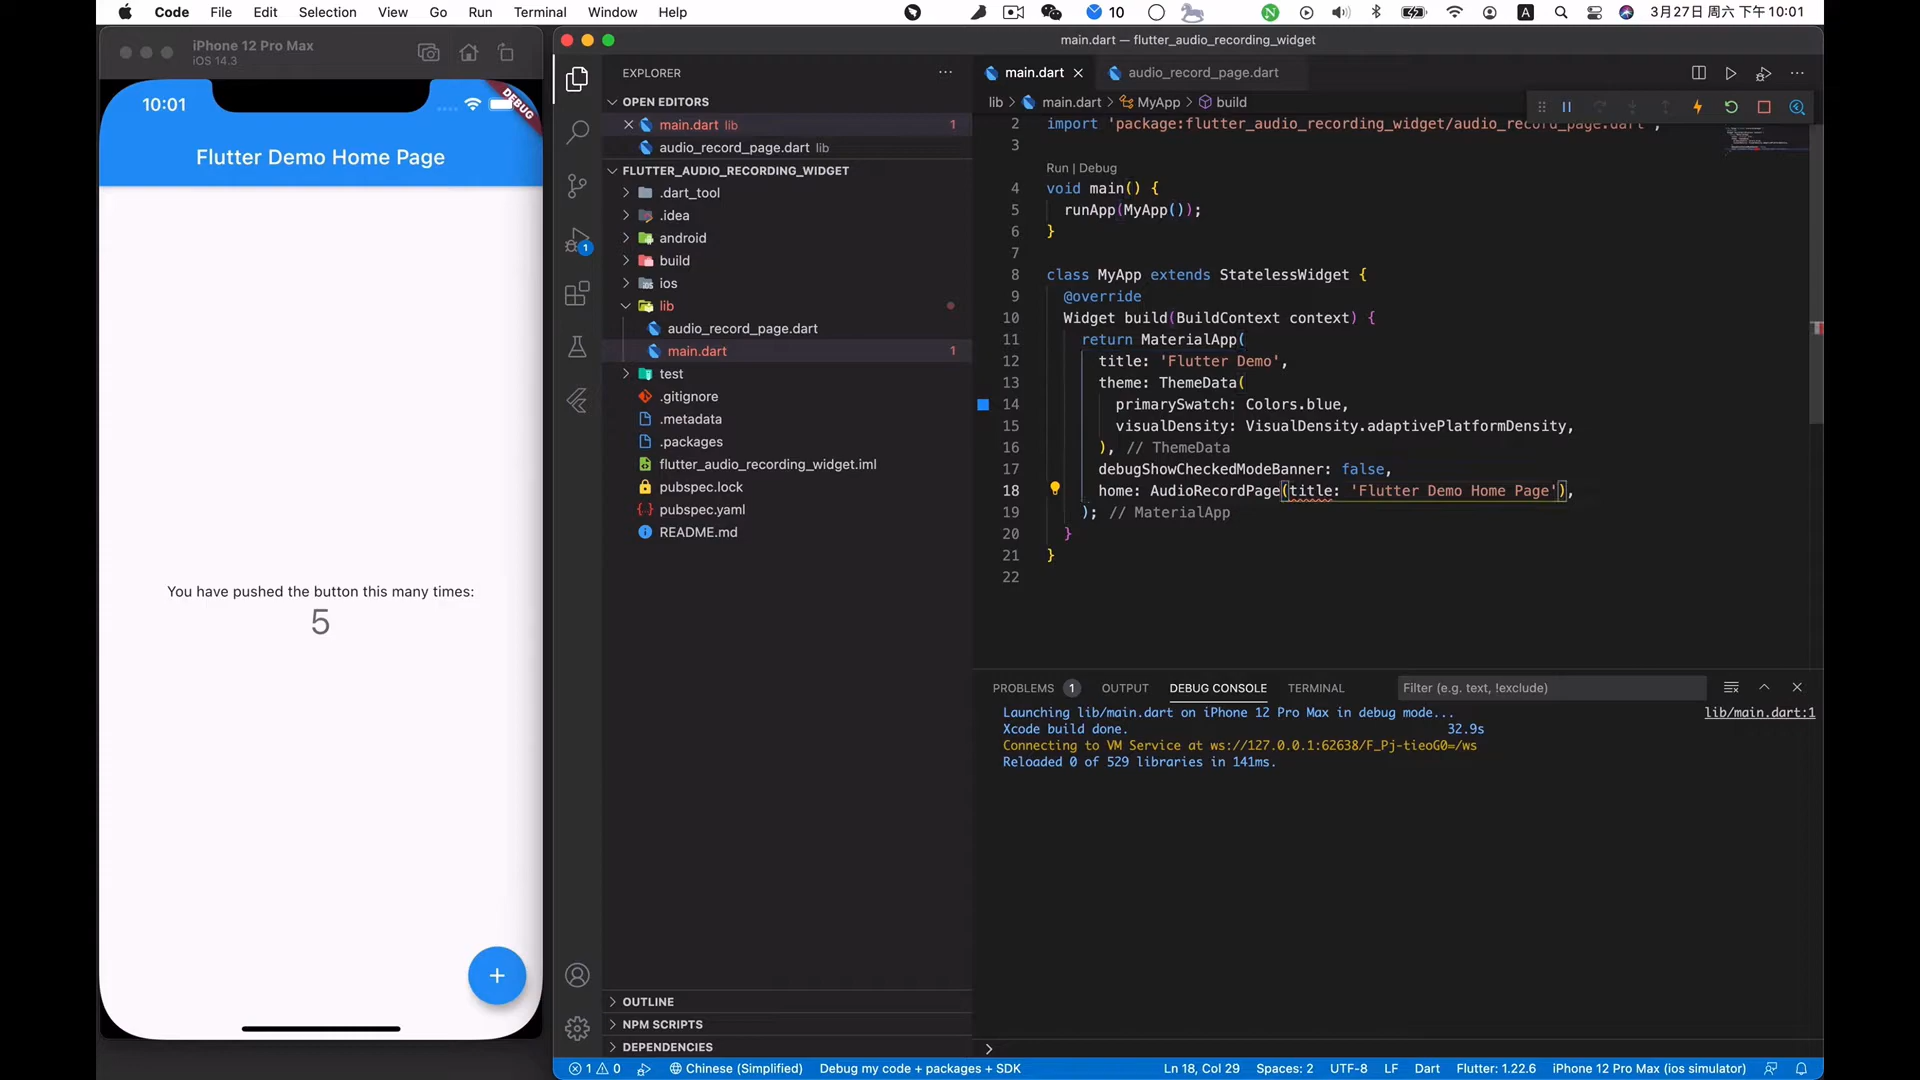 Code File Edit Selection View Go Run Terminal Window Help 10 A 3月27日 周六 下午10:01
iPhone 12 Pro Max
iOS 14.3
10:01
DEBUG
Flutter Demo Home Page
You have pushed the button this many times:
5
+
main.dart — flutter_audio_recording_widget
EXPLORER
OPEN EDITORS
main.dart lib 1
audio_record_page.dart lib
FLUTTER_AUDIO_RECORDING_WIDGET
.dart_tool
.idea
android
build
ios
lib
audio_record_page.dart
main.dart 1
test
.gitignore
.metadata
.packages
flutter_audio_recording_widget.iml
pubspec.lock
pubspec.yaml
README.md
OUTLINE
NPM SCRIPTS
DEPENDENCIES
1
main.dart audio_record_page.dart
lib > main.dart > MyApp > build
2 import 'package:flutter_audio_recording_widget/audio_record_page.dart';
3
Run | Debug
4 void main() {
5 runApp(MyApp());
6 }
7
8 class MyApp extends StatelessWidget {
9 @override
10 Widget build(BuildContext context) {
11 return MaterialApp(
12 title: 'Flutter Demo',
13 theme: ThemeData(
14 primarySwatch: Colors.blue,
15 visualDensity: VisualDensity.adaptivePlatformDensity,
16 ), // ThemeData
17 debugShowCheckedModeBanner: false,
18 home: AudioRecordPage(title: 'Flutter Demo Home Page'),
19 ); // MaterialApp
20 }
21 }
22
PROBLEMS 1 OUTPUT DEBUG CONSOLE TERMINAL Filter (e.g. text, !exclude)
Launching lib/main.dart on iPhone 12 Pro Max in debug mode... lib/main.dart:1
Xcode build done. 32.9s
Connecting to VM Service at ws://127.0.0.1:62638/F_Pj-tieoG0=/ws
Reloaded 0 of 529 libraries in 141ms.
1 0 Chinese (Simplified) Debug my code + packages + SDK Ln 18, Col 29 Spaces: 2 UTF-8 LF Dart Flutter: 1.22.6 iPhone 12 Pro Max (ios simulator)